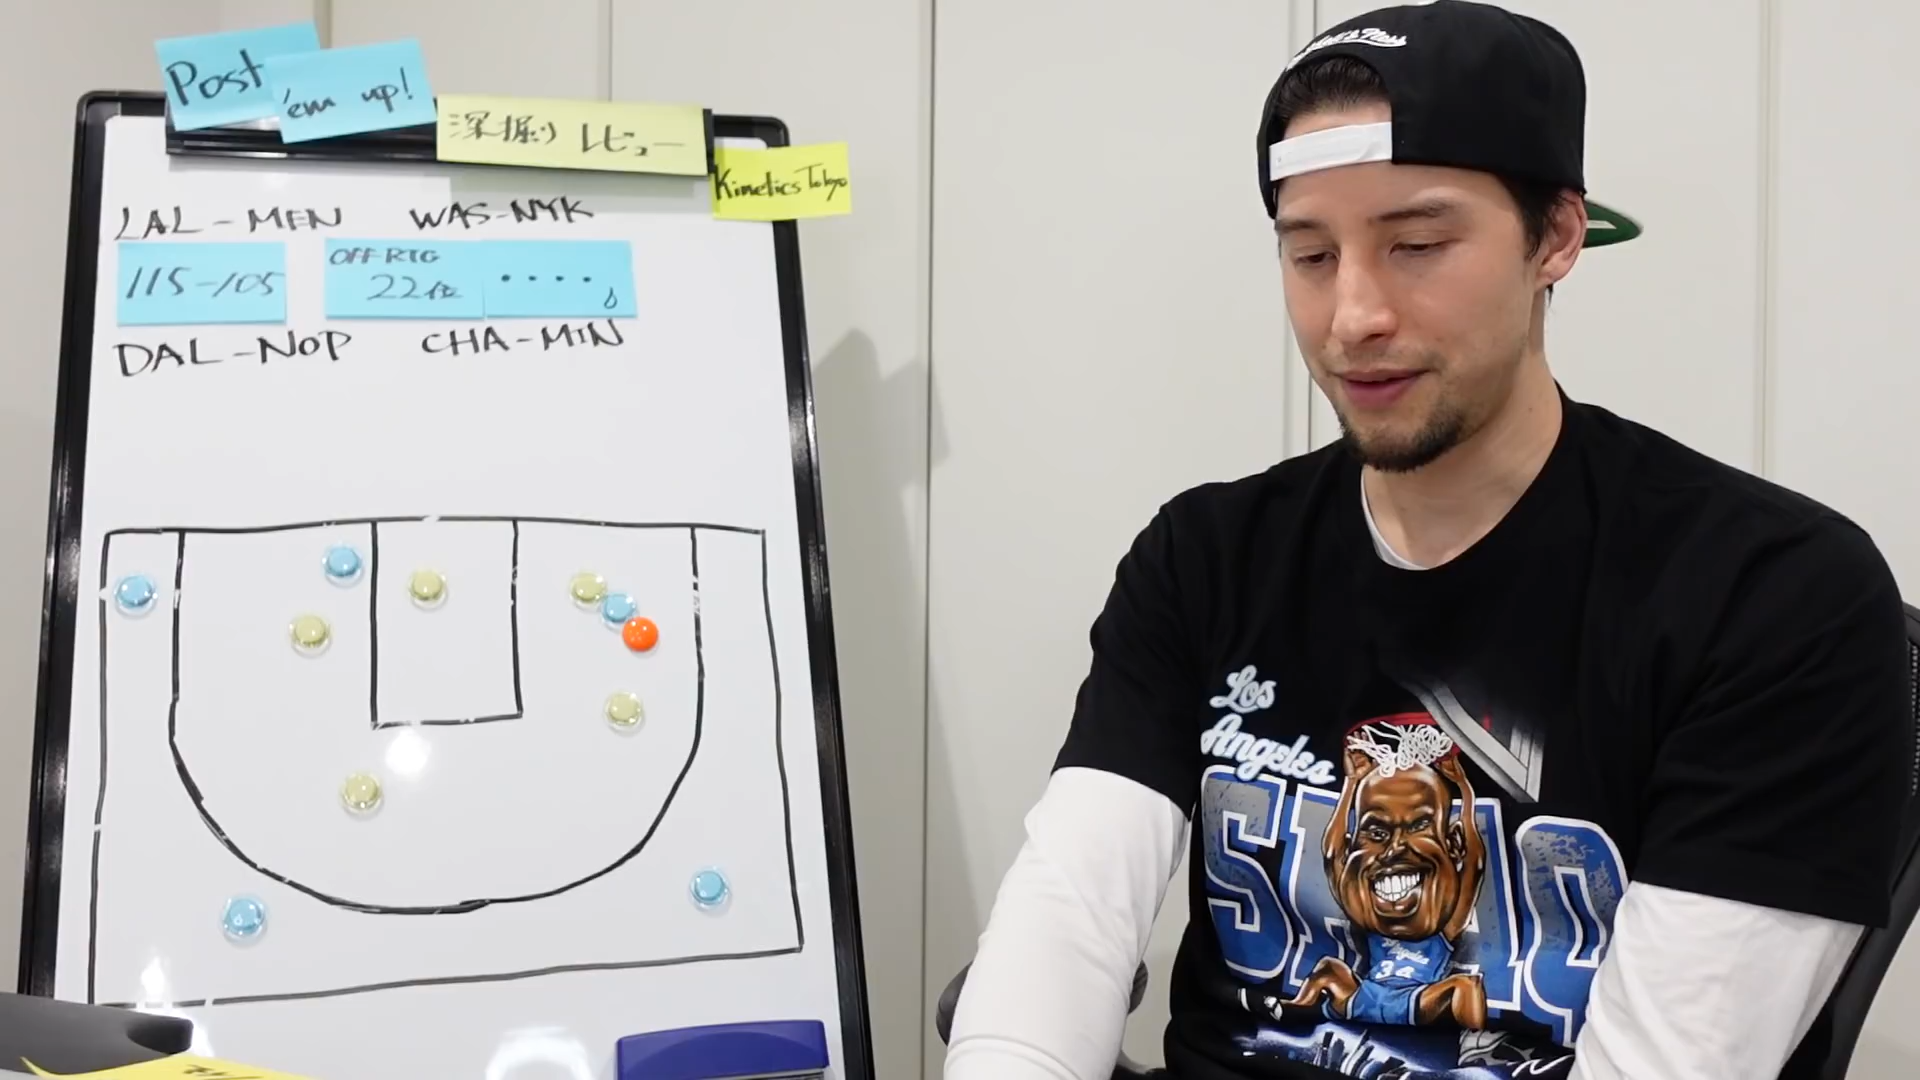 Post
'em up!
深掘りレビュー
Kinetics Tokyo
LAL-MEN WAS-NYK
115-105
OFF RTG
22位
....
DAL-NOP CHA-MIN
Los
Angeles
SHAQ
34